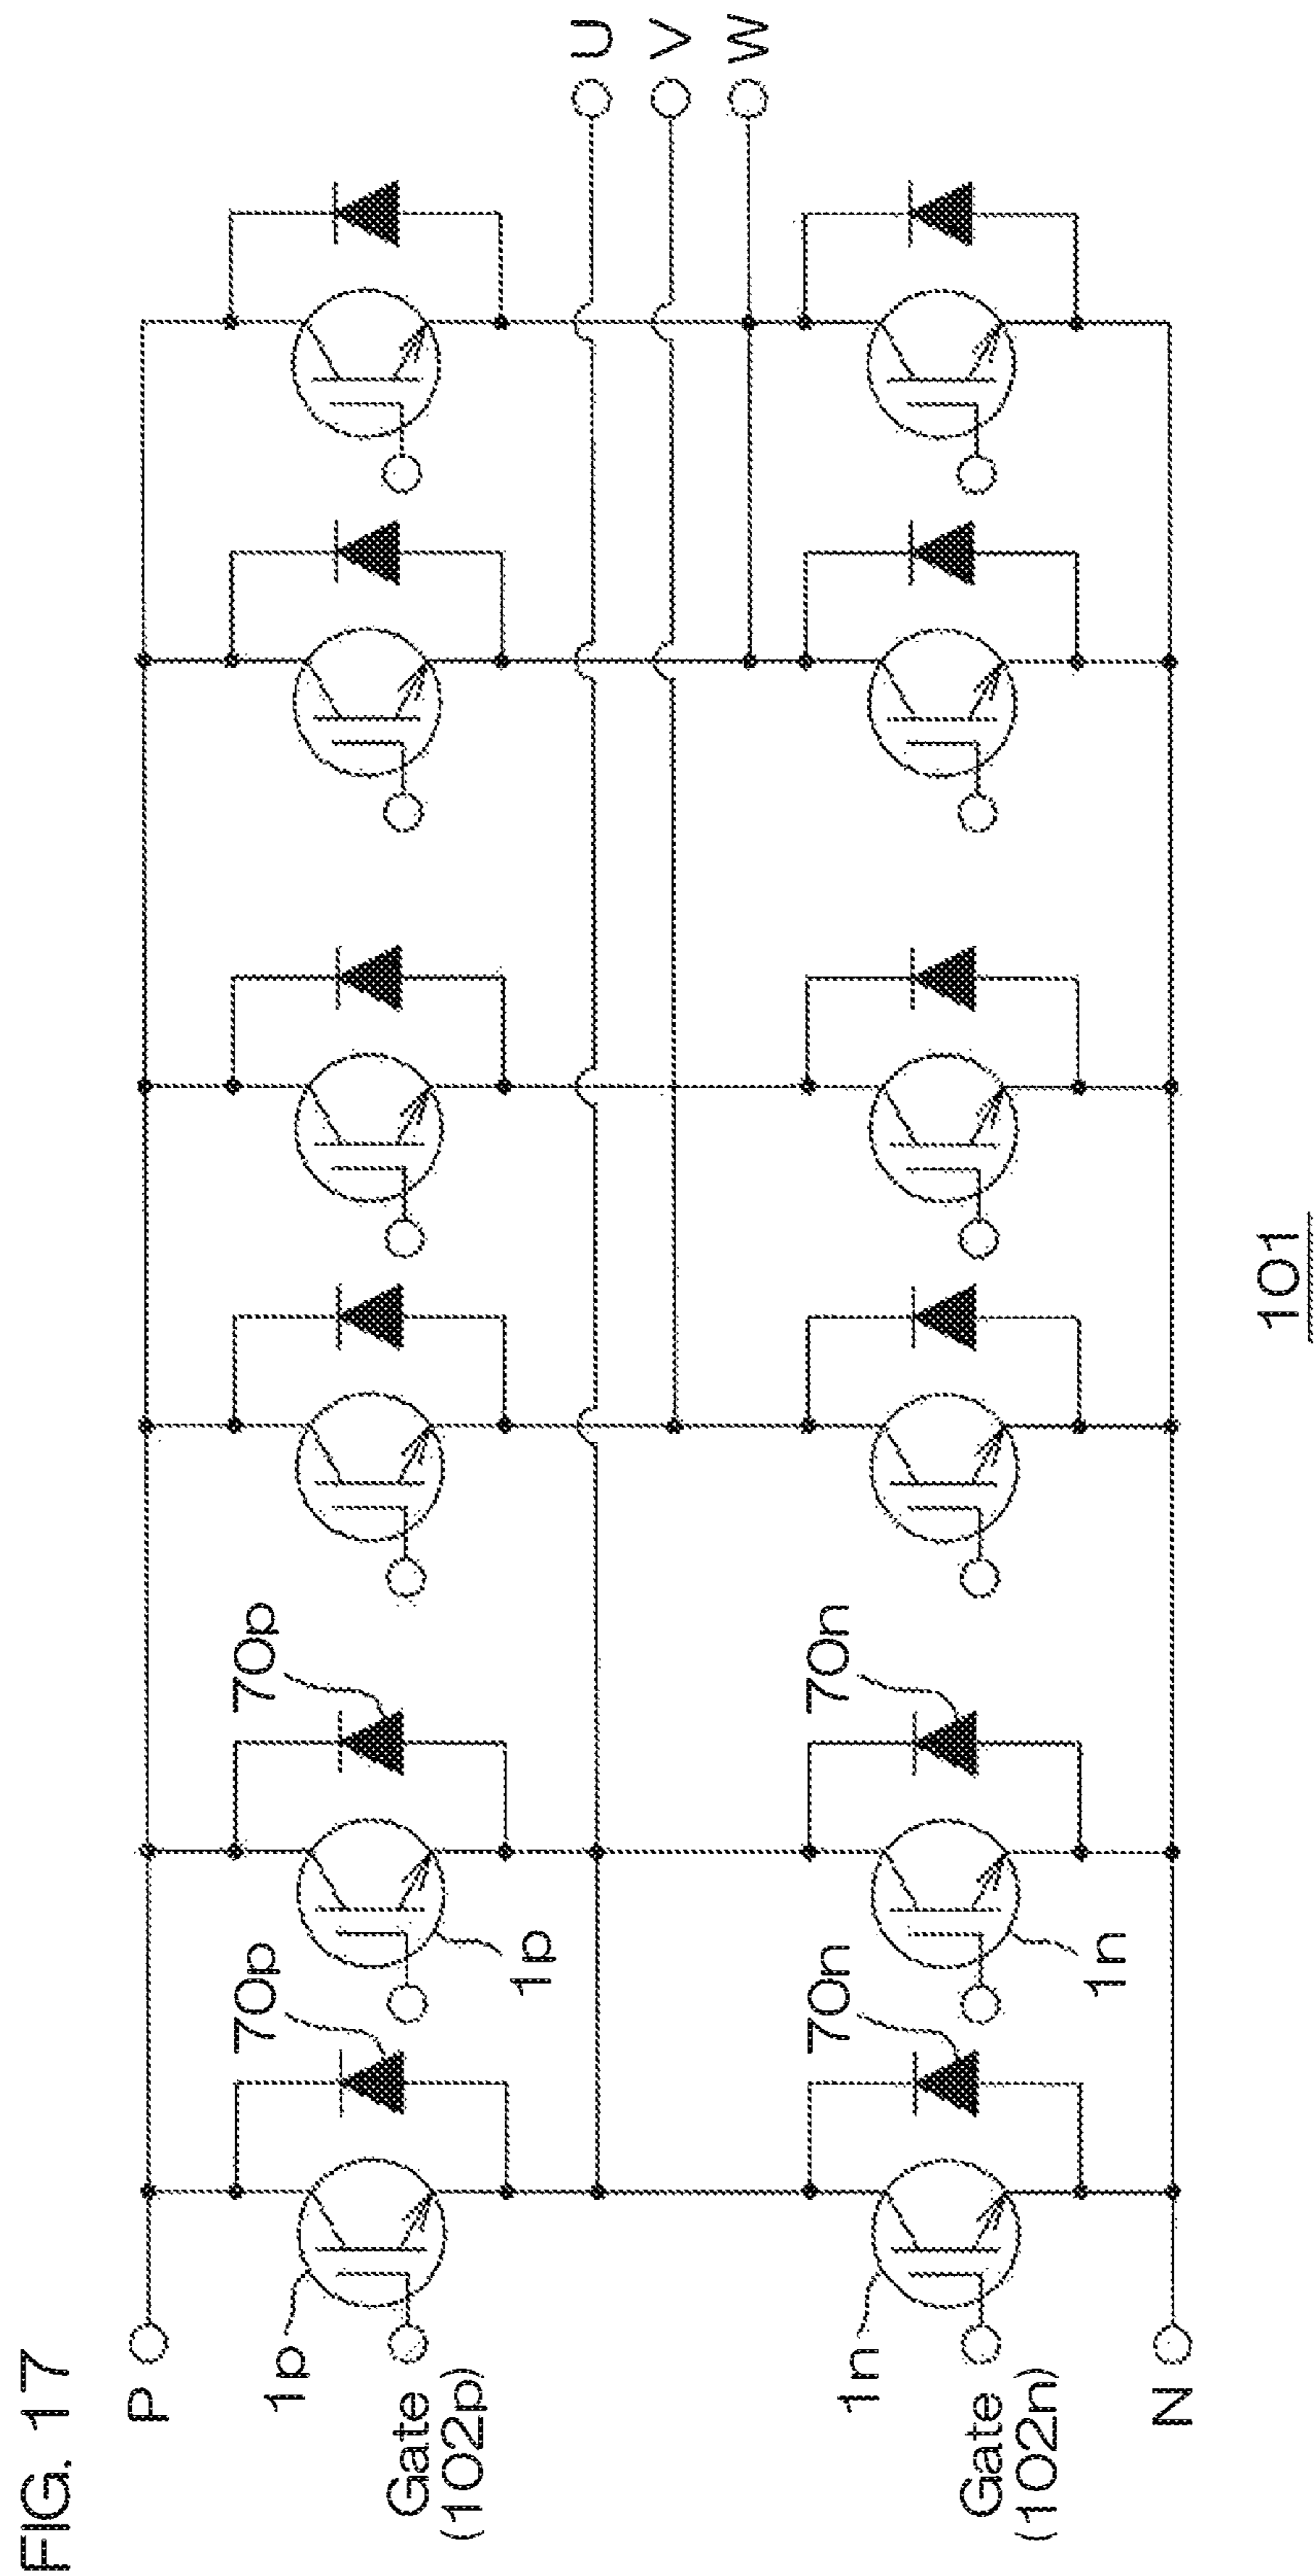 FIG. 17
P
1p
Gate
(102p)
70p
1p
70p
U
V
W
1n
Gate
(102n)
70n
1n
70n
N
101